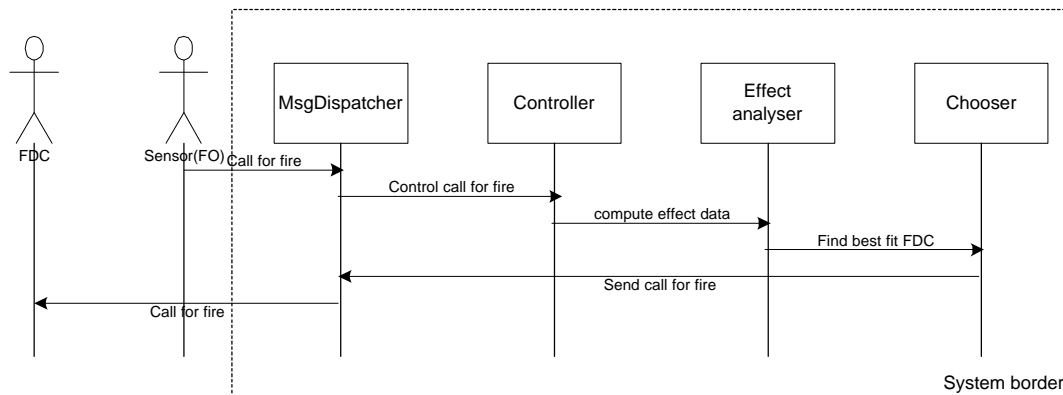 MsgDispatcher
Controller
Effect
analyser
Chooser
FDC
Sensor(FO)
Call for fire
Control call for fire
compute effect data
Find best fit FDC
Send call for fire
Call for fire
System border